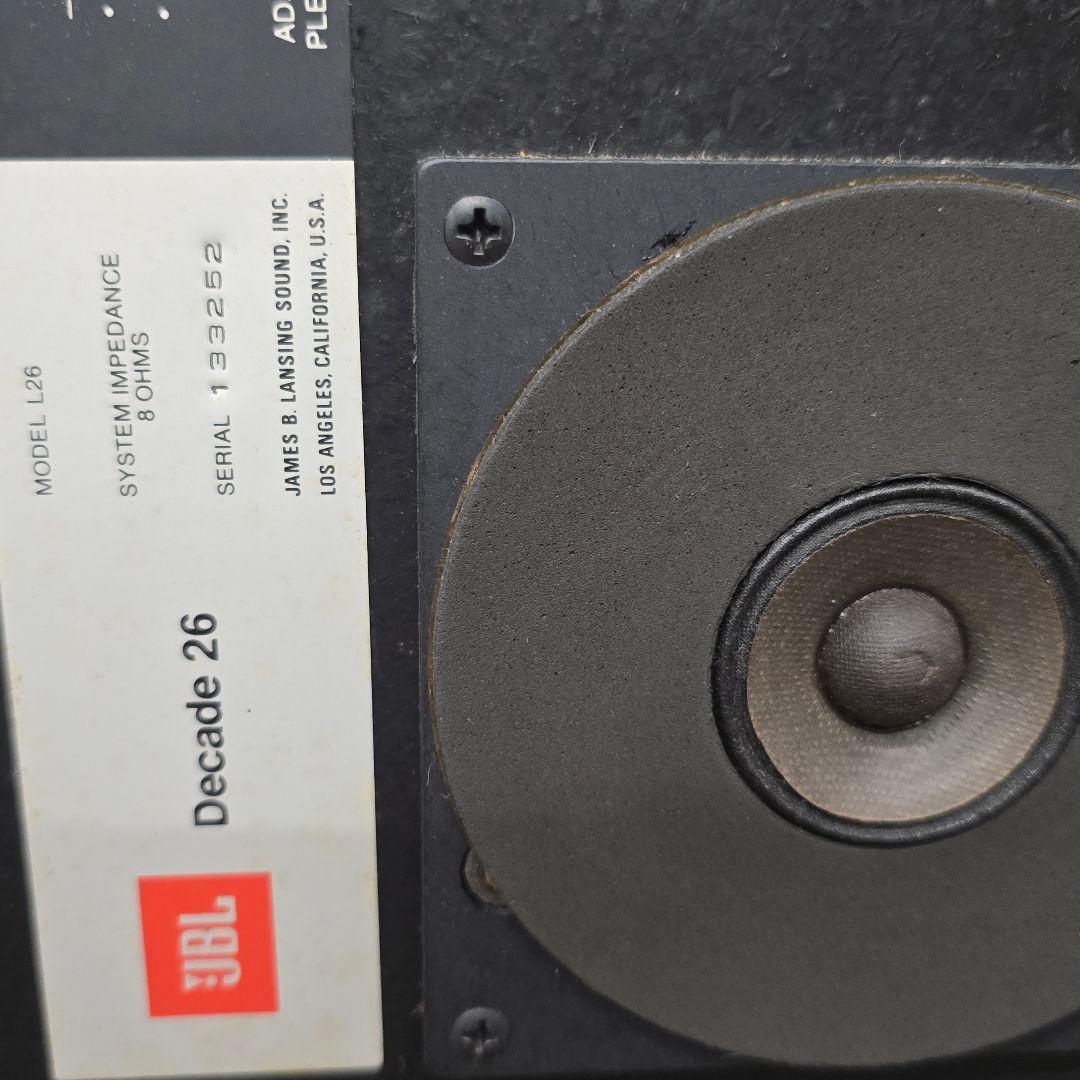 JBL
Decade 26
MODEL L26
SYSTEM IMPEDANCE
8 OHMS
SERIAL 133252
JAMES B. LANSING SOUND, INC.
LOS ANGELES, CALIFORNIA, U.S.A.